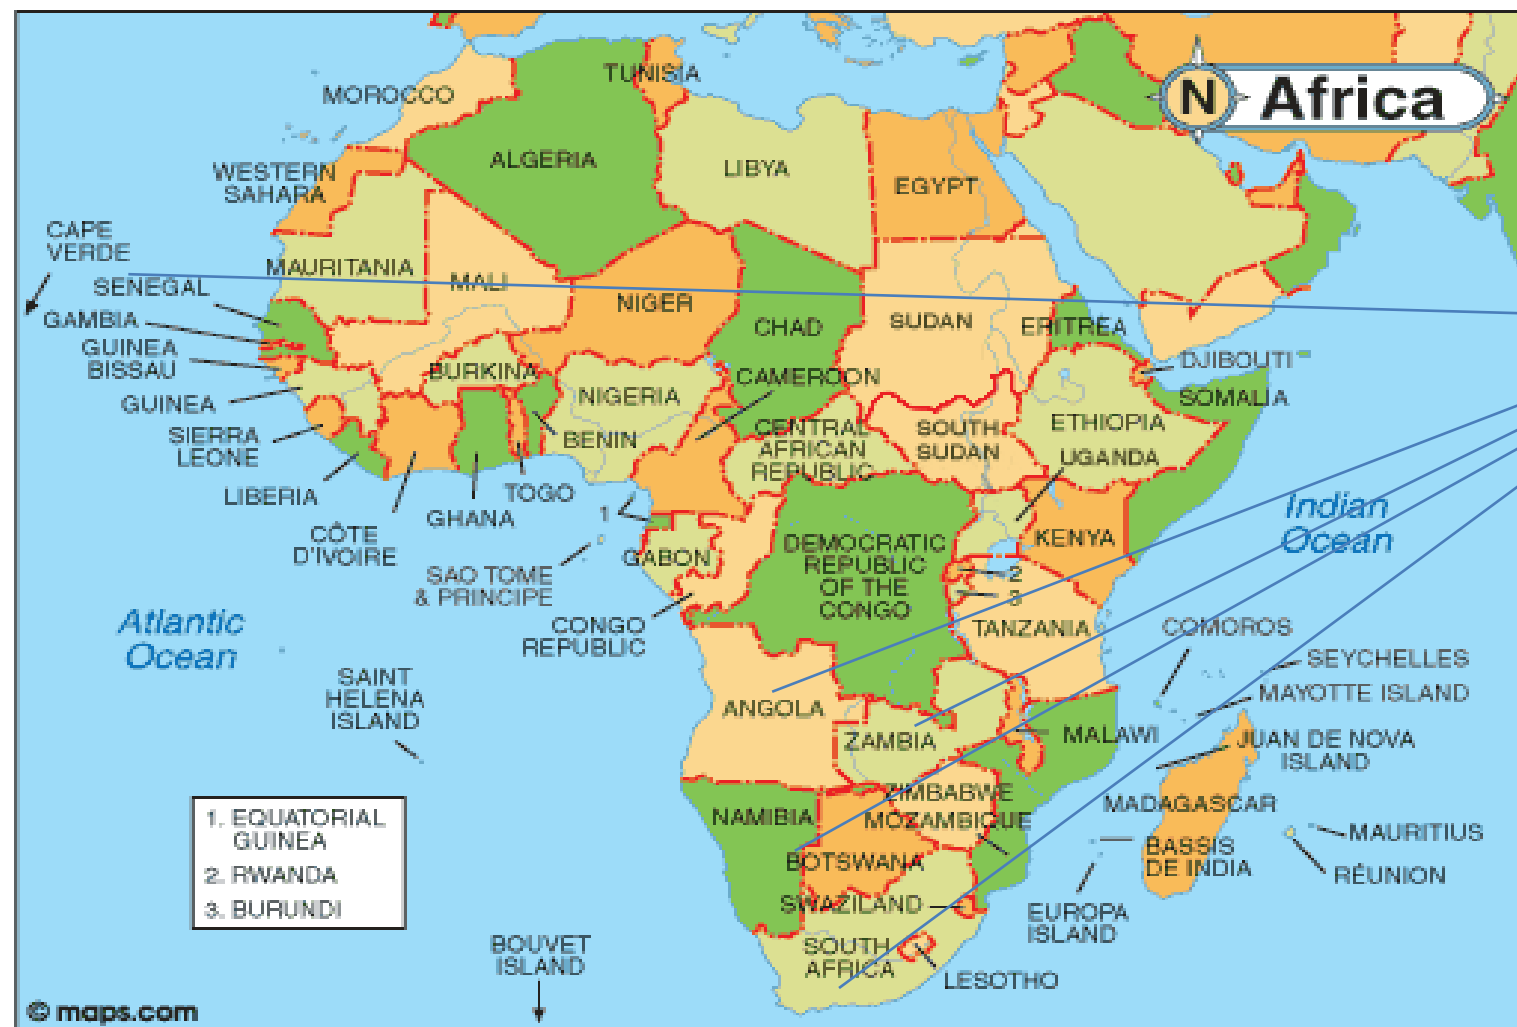 N Africa
TUNISIA
MOROCCO
ALGERIA
LIBYA
EGYPT
WESTERN
SAHARA
CAPE
VERDE
MAURITANIA
MALI
NIGER
CHAD
SUDAN
ERITREA
SENEGAL
GAMBIA
GUINEA
BISSAU
GUINEA
SIERRA
LEONE
LIBERIA
CÔTE
D'IVOIRE
GHANA
TOGO
BENIN
BURKINA
NIGERIA
CAMEROON
CENTRAL
AFRICAN
REPUBLIC
SOUTH
SUDAN
ETHIOPIA
DJIBOUTI
SOMALIA
UGANDA
KENYA
Indian
Ocean
1
GABON
SAO TOME
& PRINCIPE
CONGO
REPUBLIC
DEMOCRATIC
REPUBLIC
OF THE
CONGO
2
3
TANZANIA
Atlantic
Ocean
SAINT
HELENA
ISLAND
ANGOLA
ZAMBIA
MALAWI
COMOROS
SEYCHELLES
MAYOTTE ISLAND
JUAN DE NOVA
ISLAND
MADAGASCAR
MAURITIUS
RÉUNION
BASSIS
DE INDIA
EUROPA
ISLAND
NAMIBIA
ZIMBABWE
MOZAMBIQUE
BOTSWANA
SWAZILAND
SOUTH
AFRICA
LESOTHO
BOUVET
ISLAND
1. EQUATORIAL
GUINEA
2. RWANDA
3. BURUNDI
© maps.com